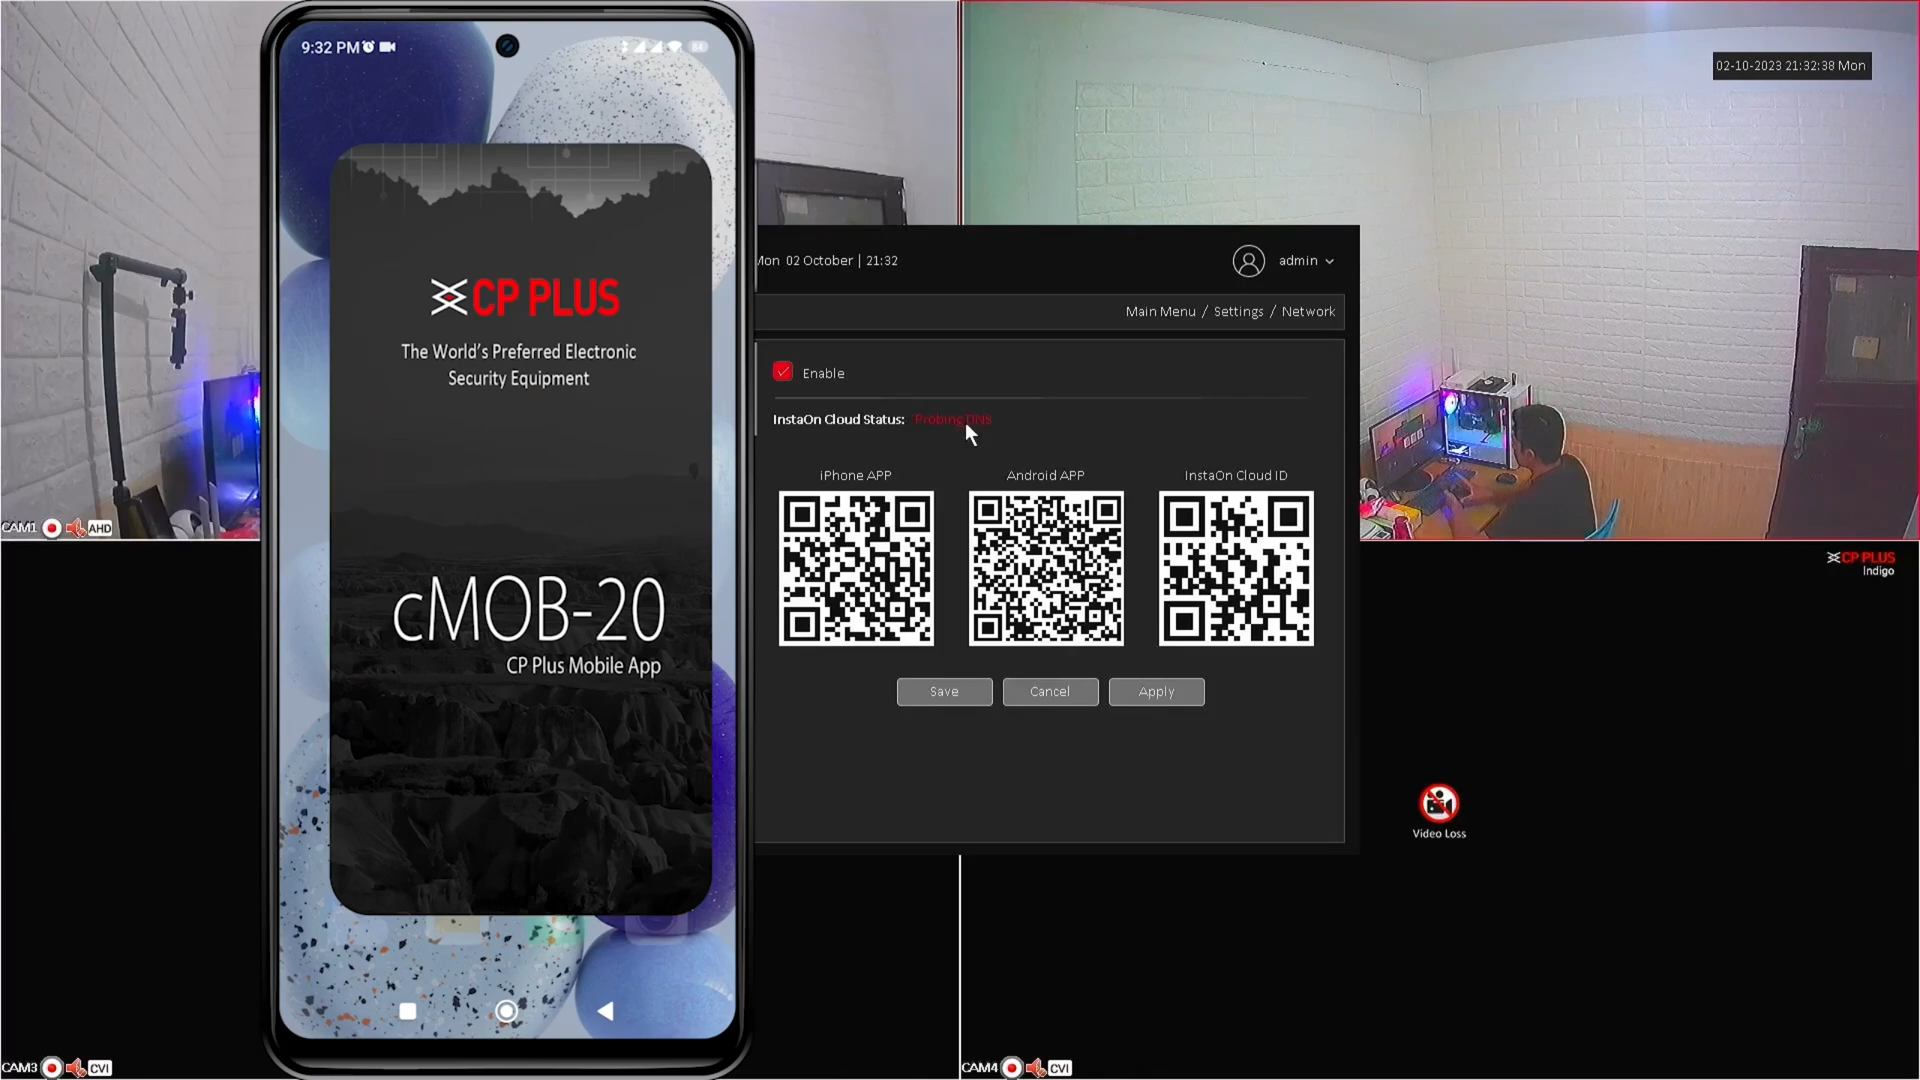 9:32 PM
84
CP PLUS
The World's Preferred Electronic
Security Equipment
cMOB-20
CP Plus Mobile App
02-10-2023 21:32:38 Mon
Mon 02 October | 21:32
admin
Main Menu / Settings / Network
Enable
InstaOn Cloud Status: Probing DNS
iPhone APP
Android APP
InstaOn Cloud ID
Save
Cancel
Apply
CAM1
AHD
CP PLUS
Indigo
Video Loss
CAM3
CVI
CAM4
CVI